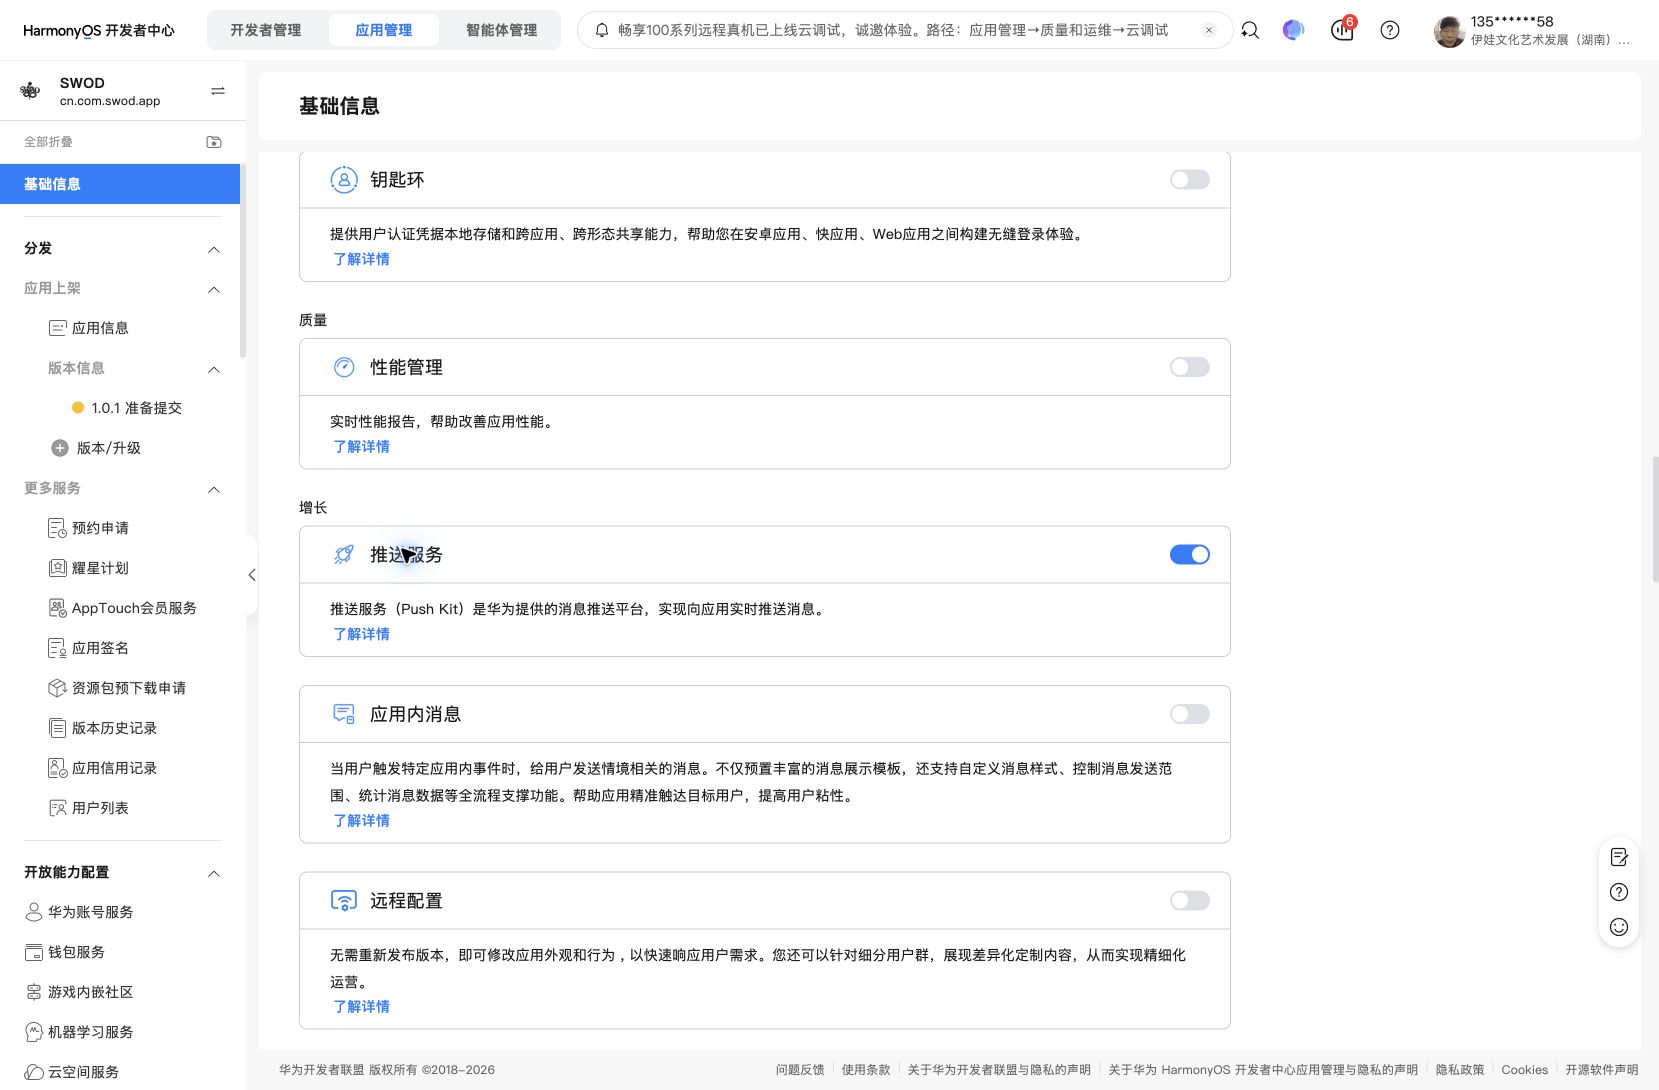 HarmonyOS 开发者中心
开发者管理
应用管理
智能体管理
畅享100系列远程真机已上线云调试，诚邀体验。路径：应用管理→质量和运维→云调试
6
135******58
伊娃文化艺术发展（湖南）...
SWOD
cn.com.swod.app
全部折叠
基础信息
分发
应用上架
应用信息
版本信息
1.0.1 准备提交
版本/升级
更多服务
预约申请
耀星计划
AppTouch会员服务
应用签名
资源包预下载申请
版本历史记录
应用信用记录
用户列表
开放能力配置
华为账号服务
钱包服务
游戏内嵌社区
机器学习服务
云空间服务
基础信息
钥匙环
提供用户认证凭据本地存储和跨应用、跨形态共享能力，帮助您在安卓应用、快应用、Web应用之间构建无缝登录体验。
了解详情
质量
性能管理
实时性能报告，帮助改善应用性能。
了解详情
增长
推送服务
推送服务（Push Kit）是华为提供的消息推送平台，实现向应用实时推送消息。
了解详情
应用内消息
当用户触发特定应用内事件时，给用户发送情境相关的消息。不仅预置丰富的消息展示模板，还支持自定义消息样式、控制消息发送范
围、统计消息数据等全流程支撑功能。帮助应用精准触达目标用户，提高用户粘性。
了解详情
远程配置
无需重新发布版本，即可修改应用外观和行为 , 以快速响应用户需求。您还可以针对细分用户群，展现差异化定制内容，从而实现精细化
运营。
了解详情
华为开发者联盟 版权所有 ©2018-2026
问题反馈
使用条款
关于华为开发者联盟与隐私的声明
关于华为 HarmonyOS 开发者中心应用管理与隐私的声明
隐私政策
Cookies
开源软件声明